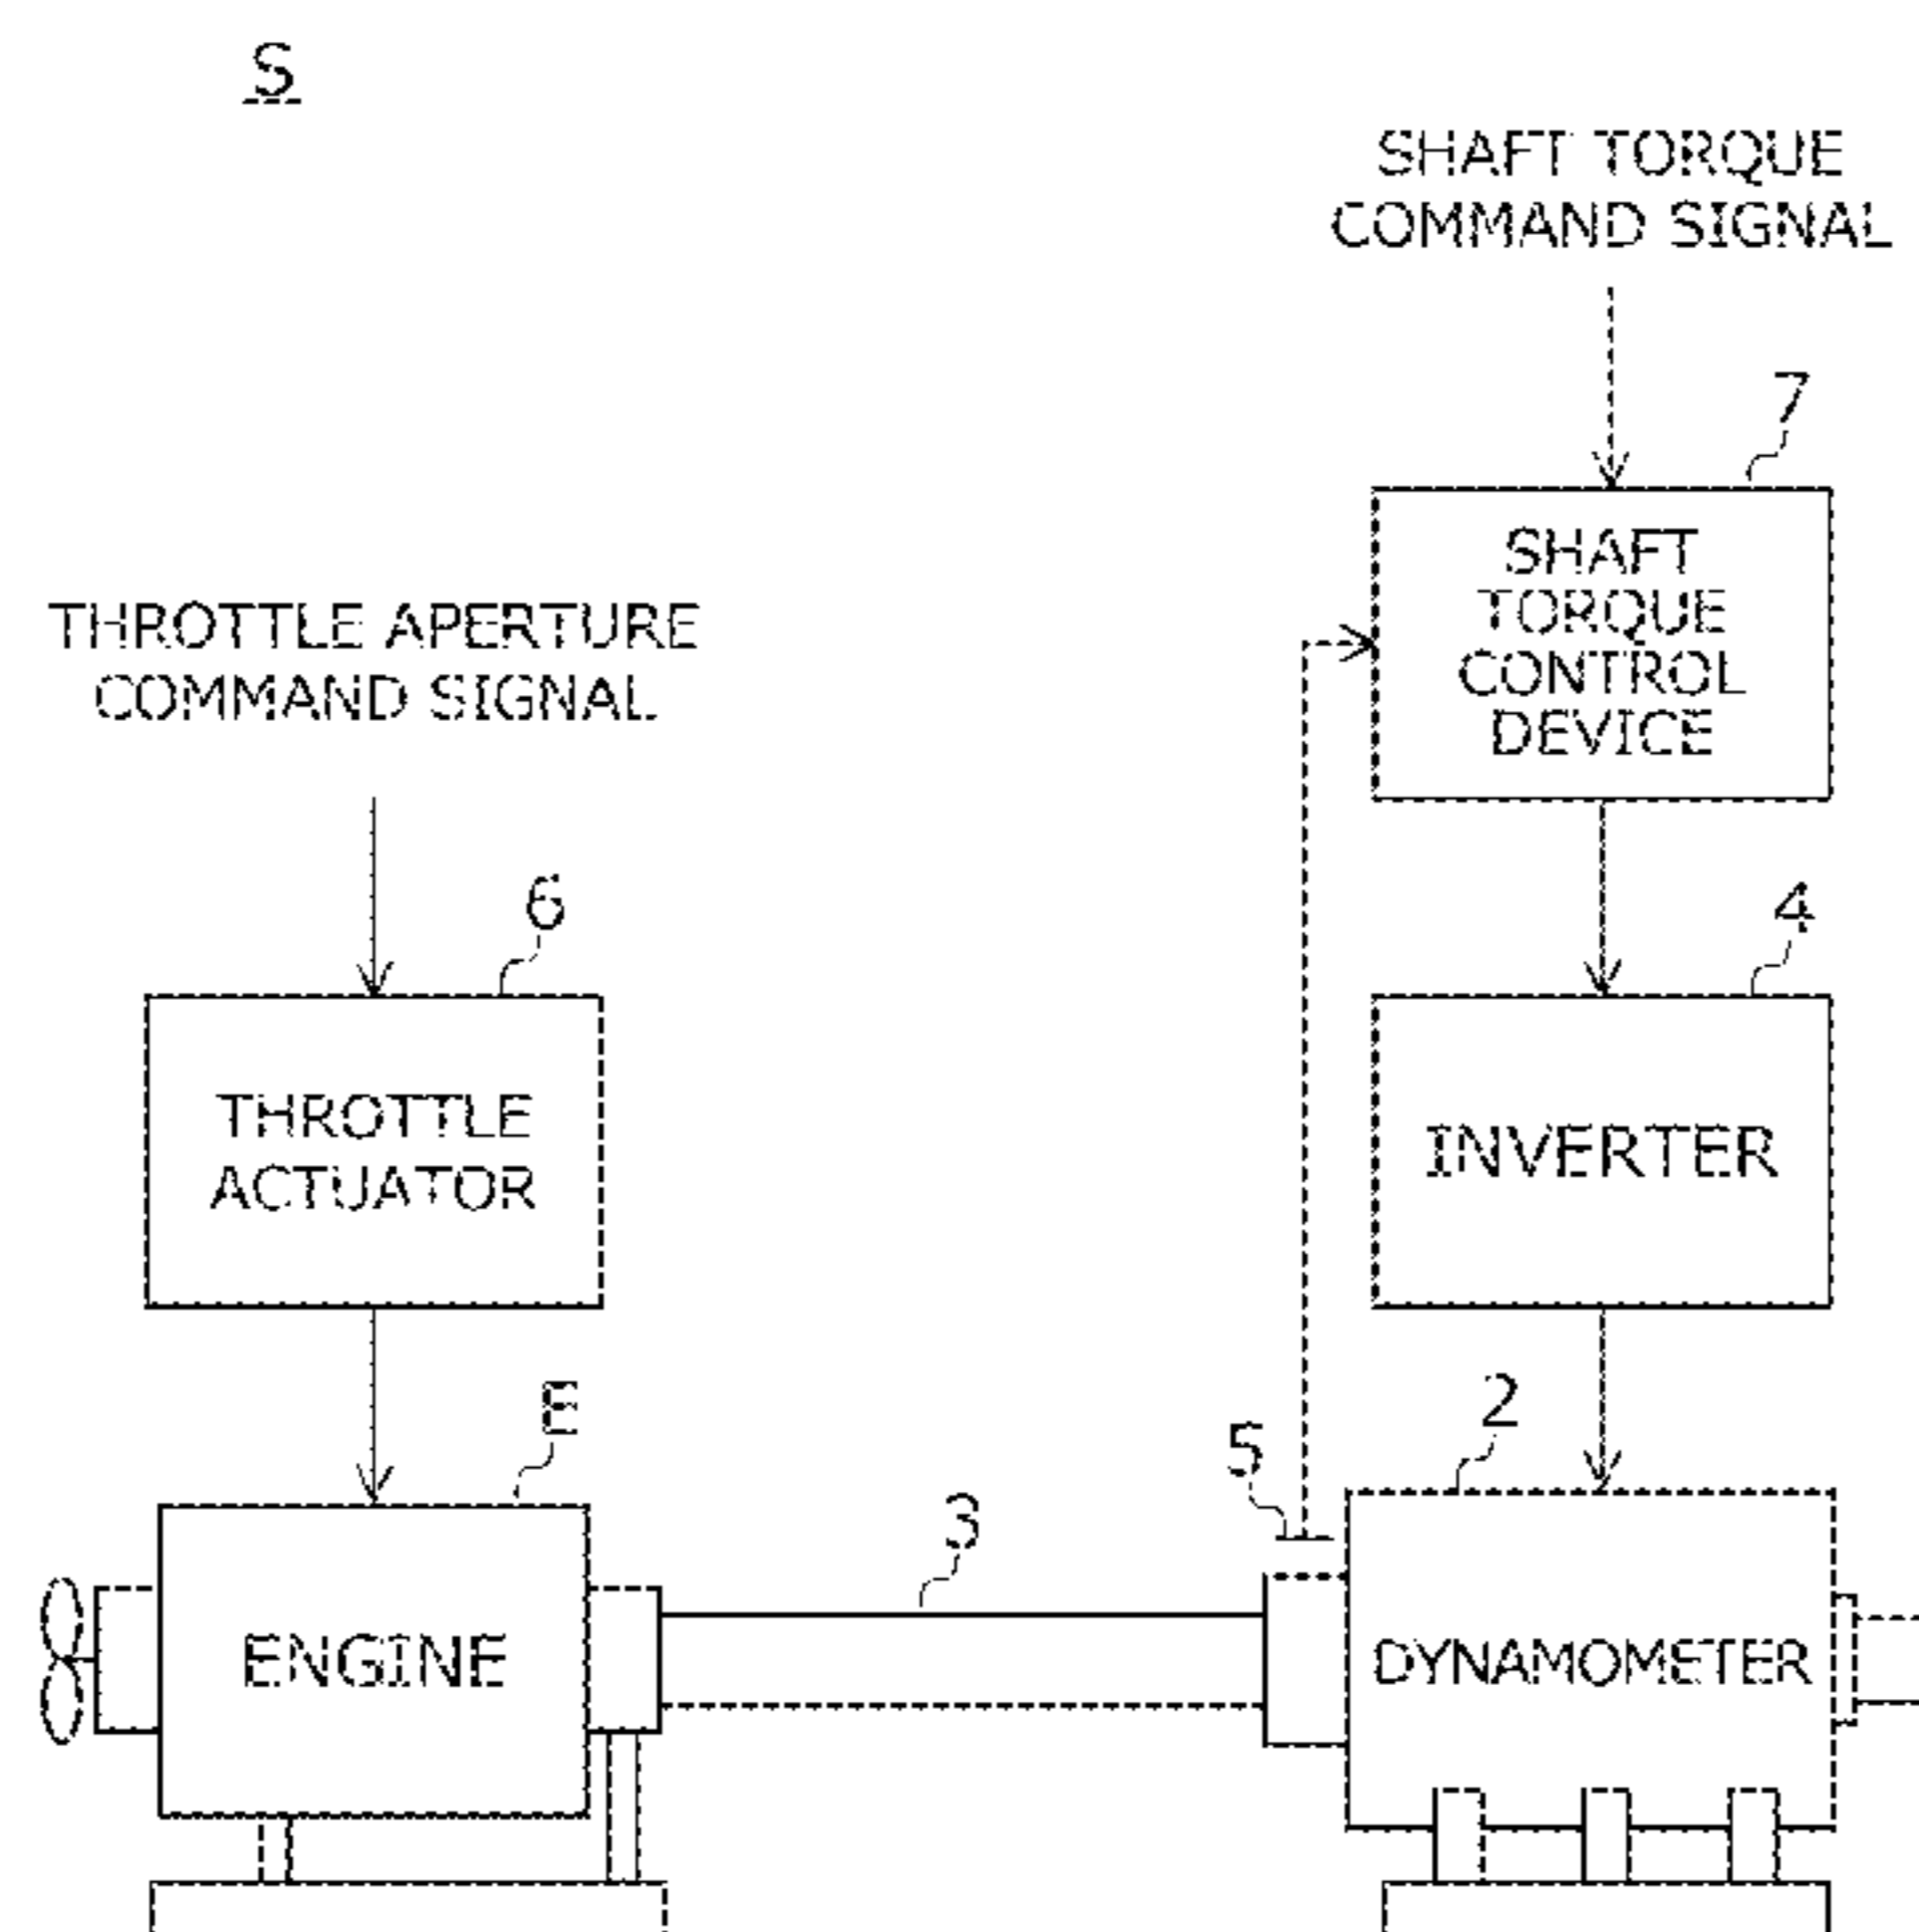 S
SHAFT TORQUE
COMMAND SIGNAL
7
SHAFT
TORQUE
CONTROL
DEVICE
THROTTLE APERTURE
COMMAND SIGNAL
6
4
THROTTLE
ACTUATOR
INVERTER
E
2
5
3
ENGINE
DYNAMOMETER